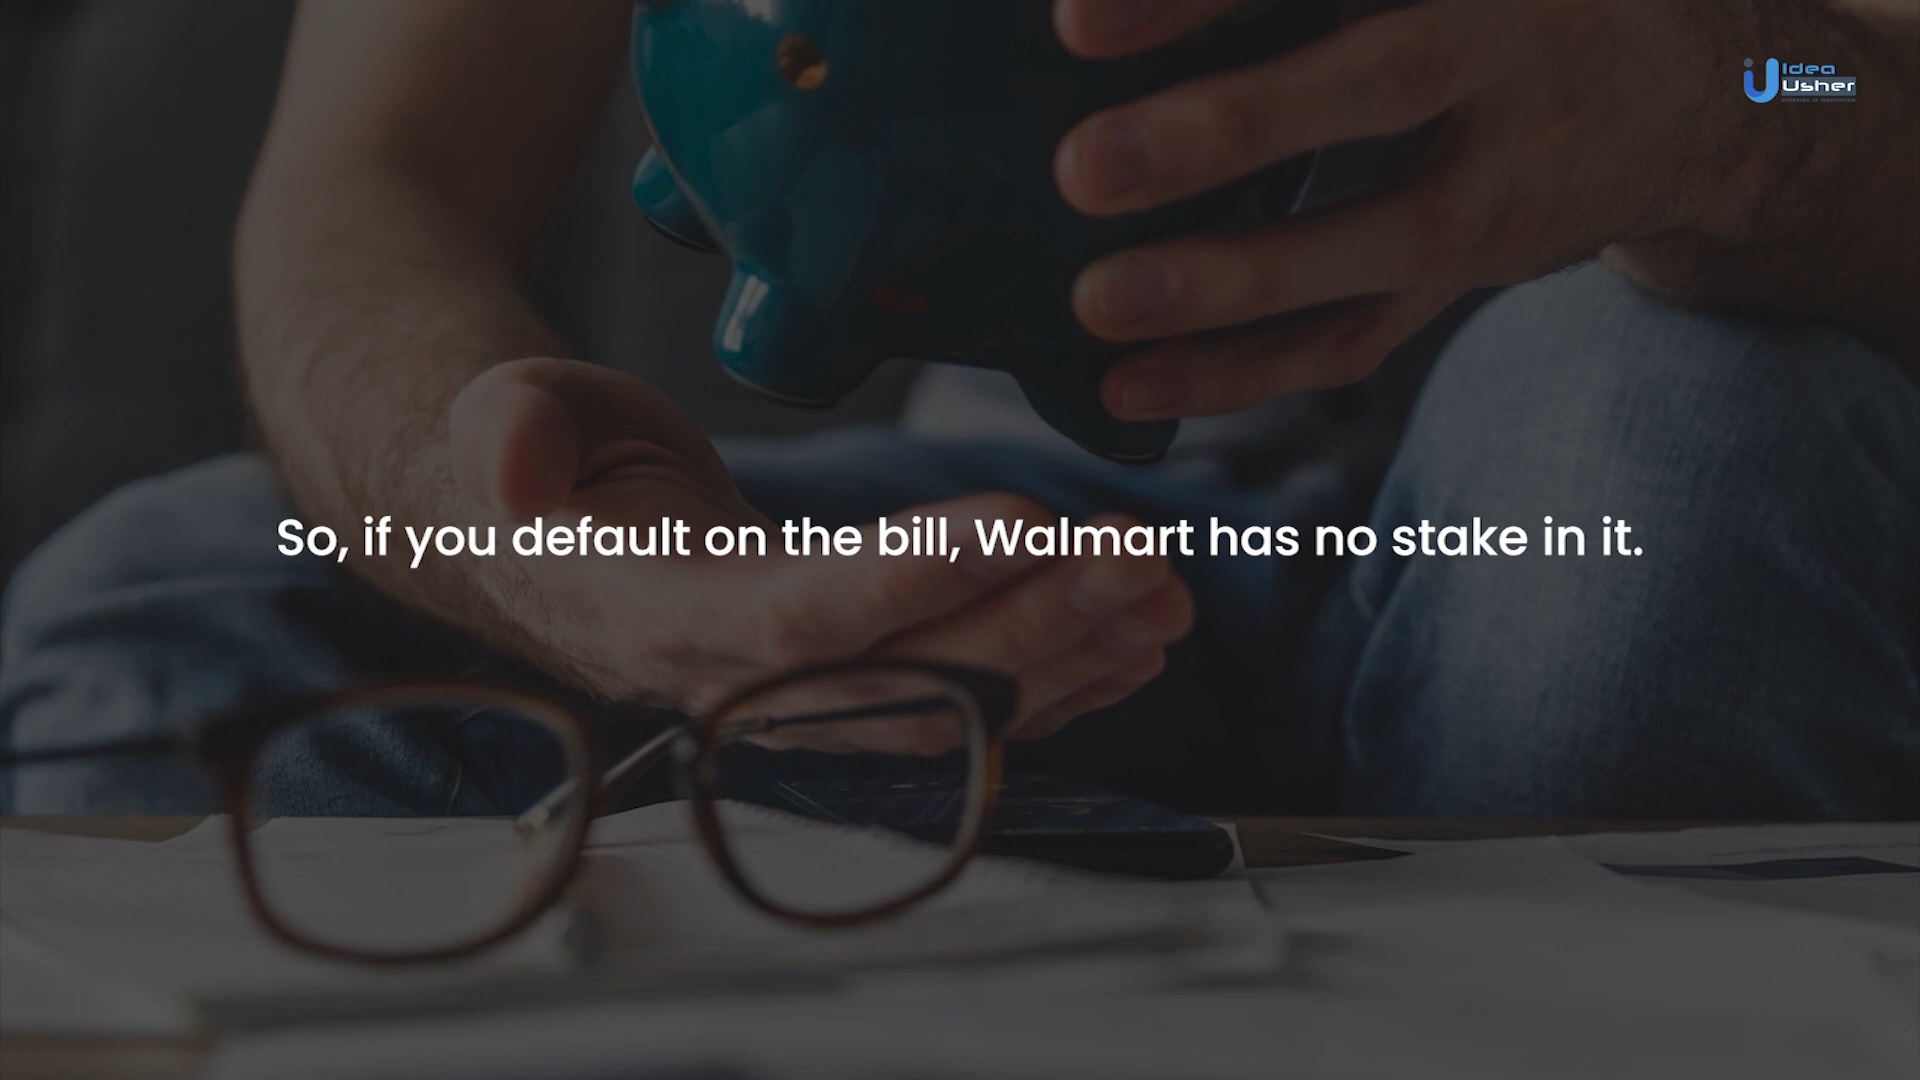 Idea
Usher
So, if you default on the bill, Walmart has no stake in it.